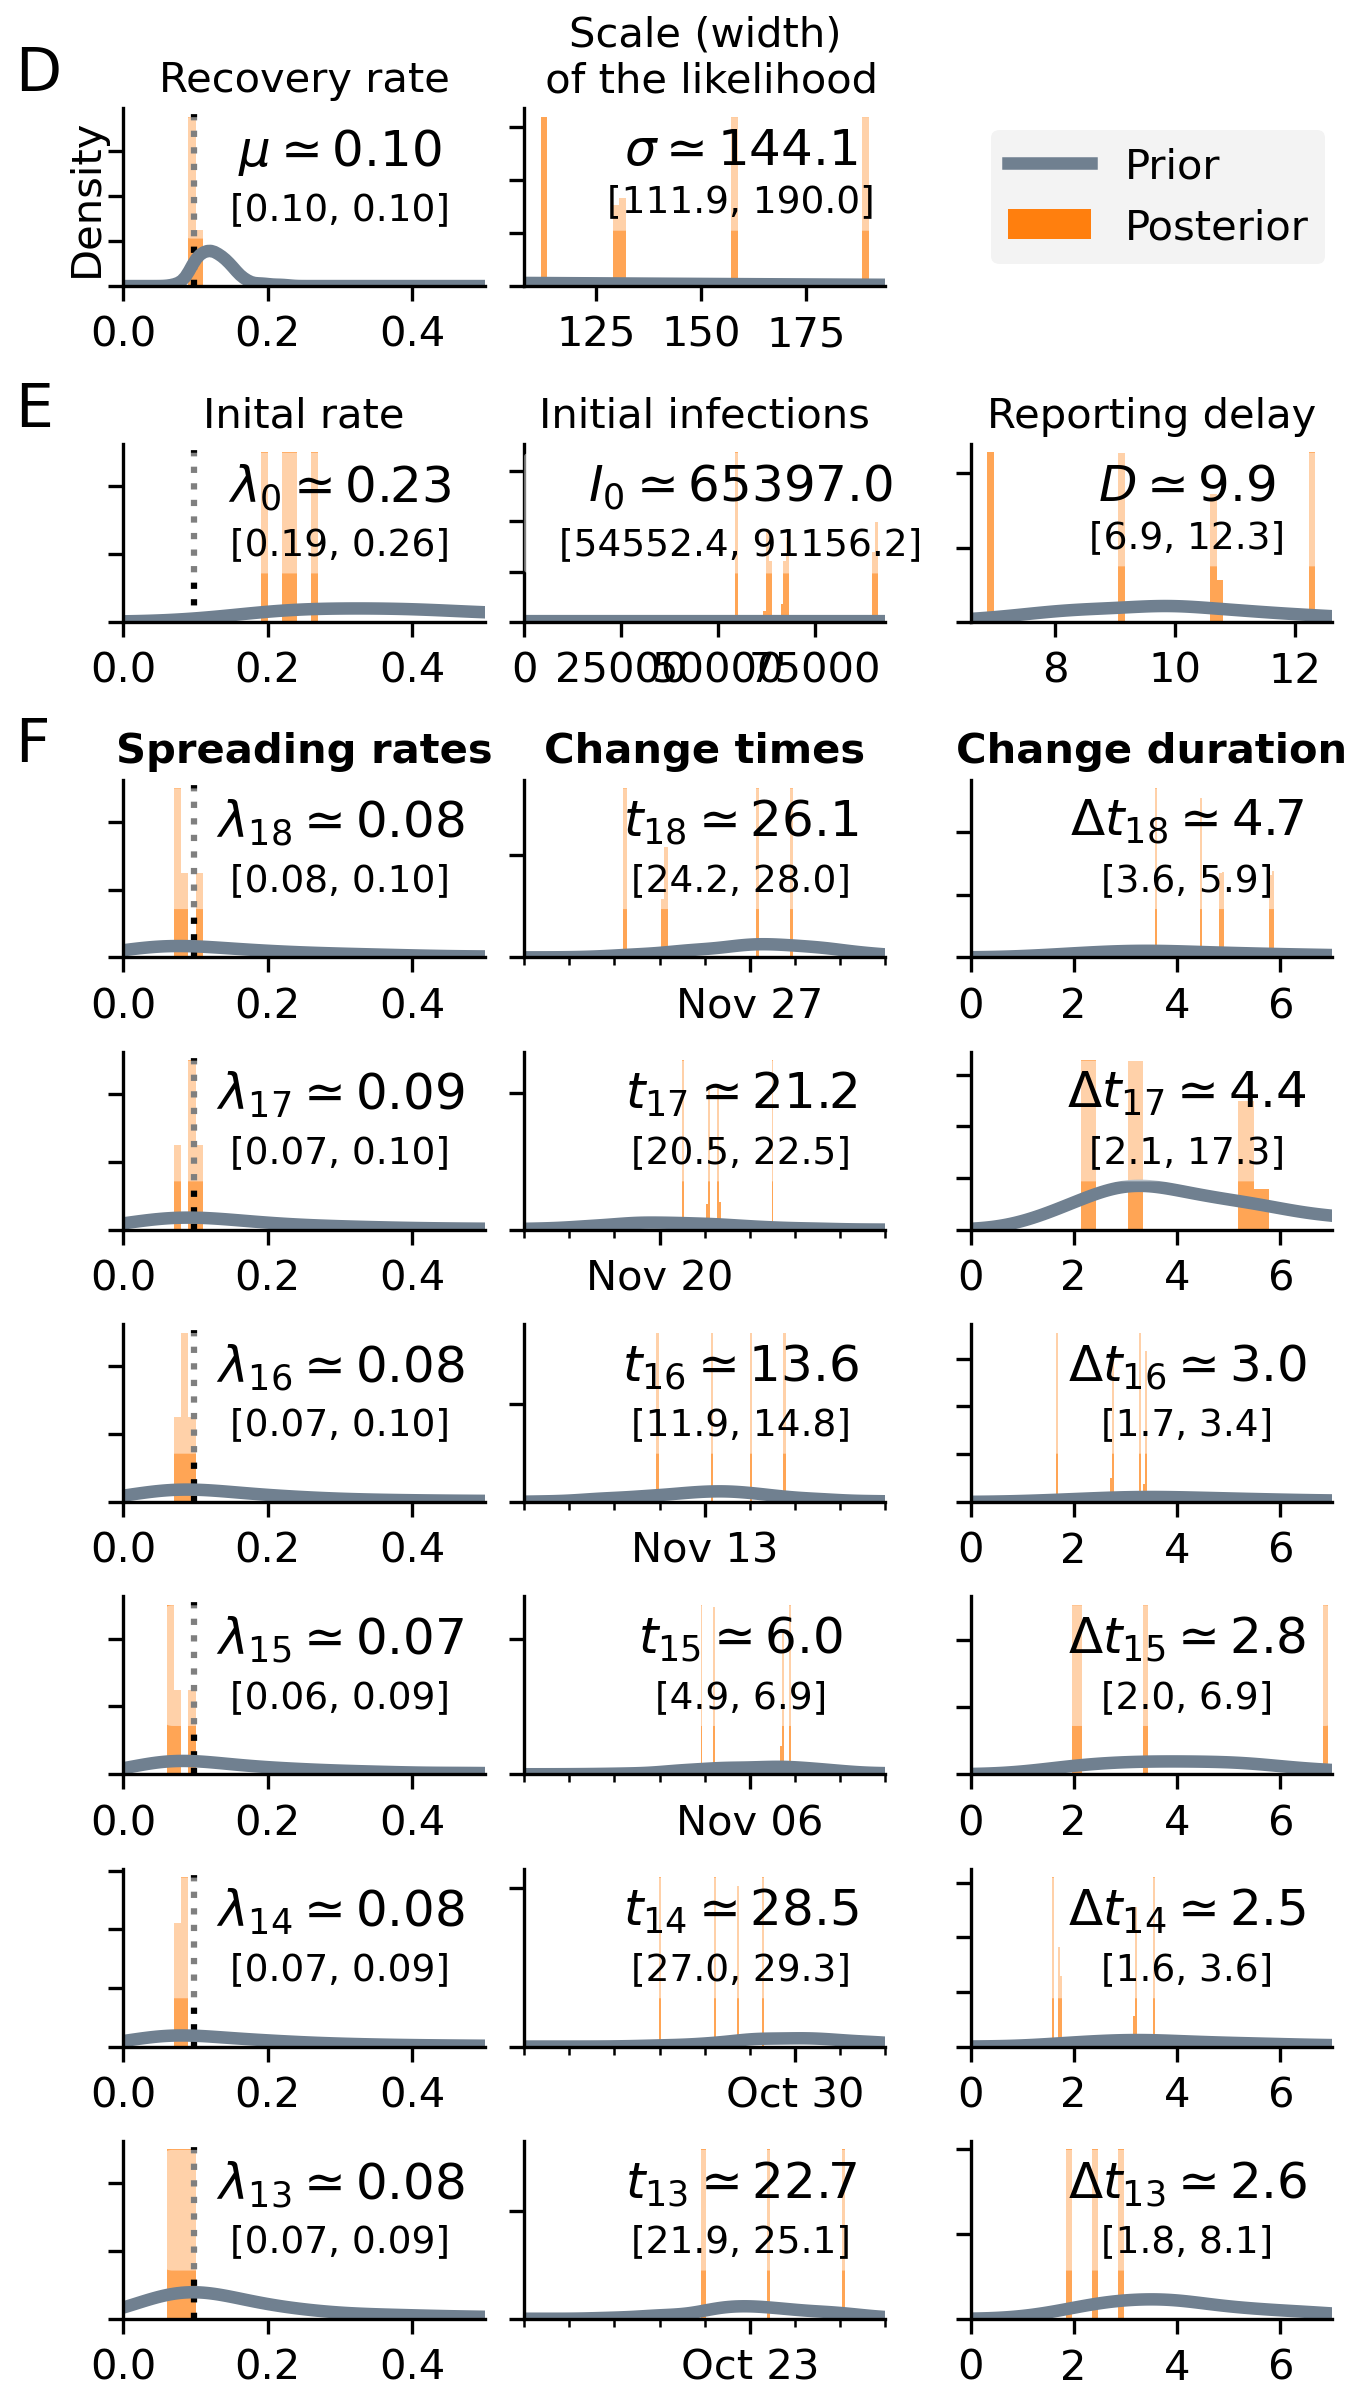 D
Recovery rate
Scale (width)
of the likelihood
Density
μ ≃ 0.10
[0.10, 0.10]
σ ≃ 144.1
[111.9, 190.0]
Prior
Posterior
0.0 0.2 0.4
125 150 175
E
Inital rate
Initial infections
Reporting delay
λ0 ≃ 0.23
[0.19, 0.26]
I0 ≃ 65397.0
[54552.4, 91156.2]
D ≃ 9.9
[6.9, 12.3]
0.0 0.2 0.4
0 25000 50000 75000
8 10 12
F
Spreading rates
Change times
Change duration
λ18 ≃ 0.08
[0.08, 0.10]
t18 ≃ 26.1
[24.2, 28.0]
Δt18 ≃ 4.7
[3.6, 5.9]
0.0 0.2 0.4
Nov 27
0 2 4 6
λ17 ≃ 0.09
[0.07, 0.10]
t17 ≃ 21.2
[20.5, 22.5]
Δt17 ≃ 4.4
[2.1, 17.3]
0.0 0.2 0.4
Nov 20
0 2 4 6
λ16 ≃ 0.08
[0.07, 0.10]
t16 ≃ 13.6
[11.9, 14.8]
Δt16 ≃ 3.0
[1.7, 3.4]
0.0 0.2 0.4
Nov 13
0 2 4 6
λ15 ≃ 0.07
[0.06, 0.09]
t15 ≃ 6.0
[4.9, 6.9]
Δt15 ≃ 2.8
[2.0, 6.9]
0.0 0.2 0.4
Nov 06
0 2 4 6
λ14 ≃ 0.08
[0.07, 0.09]
t14 ≃ 28.5
[27.0, 29.3]
Δt14 ≃ 2.5
[1.6, 3.6]
0.0 0.2 0.4
Oct 30
0 2 4 6
λ13 ≃ 0.08
[0.07, 0.09]
t13 ≃ 22.7
[21.9, 25.1]
Δt13 ≃ 2.6
[1.8, 8.1]
0.0 0.2 0.4
Oct 23
0 2 4 6